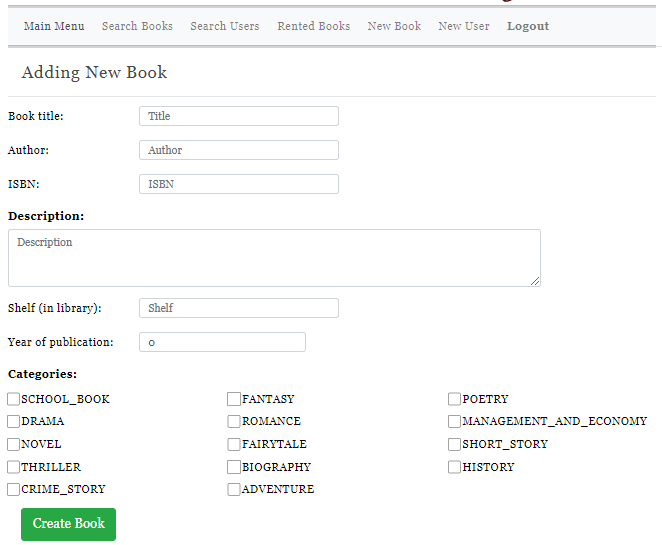 Main Menu Search Books Search Users Rented Books New Book New User Logout
Adding New Book
Book title: Title
Author: Author
ISBN: ISBN
Description:
Description
Shelf (in library): Shelf
Year of publication: 0
Categories:
SCHOOL_BOOK FANTASY POETRY
DRAMA ROMANCE MANAGEMENT_AND_ECONOMY
NOVEL FAIRYTALE SHORT_STORY
THRILLER BIOGRAPHY HISTORY
CRIME_STORY ADVENTURE
Create Book